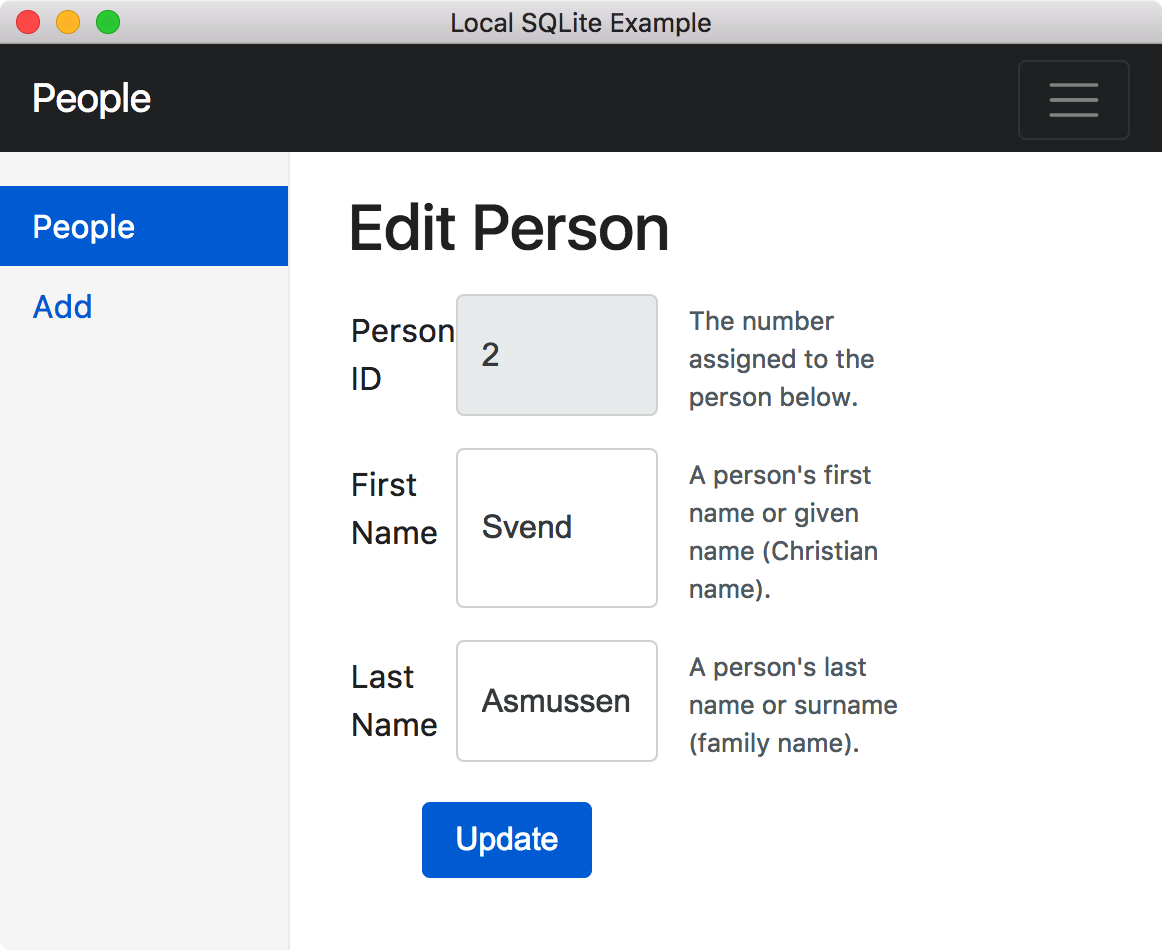 Local SQLite Example
People
People
Add
Edit Person
Person
ID
2
The number
assigned to the
person below.
First
Name
Svend
A person's first
name or given
name (Christian
name).
Last
Name
Asmussen
A person's last
name or surname
(family name).
Update